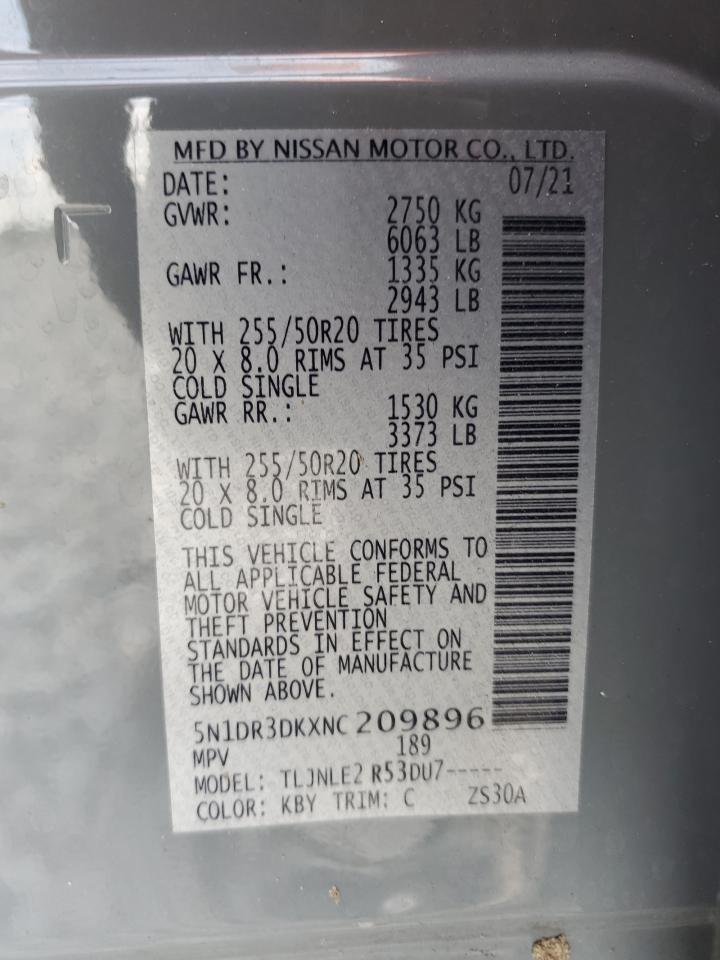 MFD BY NISSAN MOTOR CO., LTD.
DATE: 07/21
GVWR: 2750 KG
6063 LB
GAWR FR.: 1335 KG
2943 LB
WITH 255/50R20 TIRES
20 X 8.0 RIMS AT 35 PSI
COLD SINGLE
GAWR RR.: 1530 KG
3373 LB
WITH 255/50R20 TIRES
20 X 8.0 RIMS AT 35 PSI
COLD SINGLE
THIS VEHICLE CONFORMS TO
ALL APPLICABLE FEDERAL
MOTOR VEHICLE SAFETY AND
THEFT PREVENTION
STANDARDS IN EFFECT ON
THE DATE OF MANUFACTURE
SHOWN ABOVE.
5N1DR3DKXNC 209896
MPV 189
MODEL: TLJNLE2 R53DU7-----
COLOR: KBY TRIM: C ZS30A